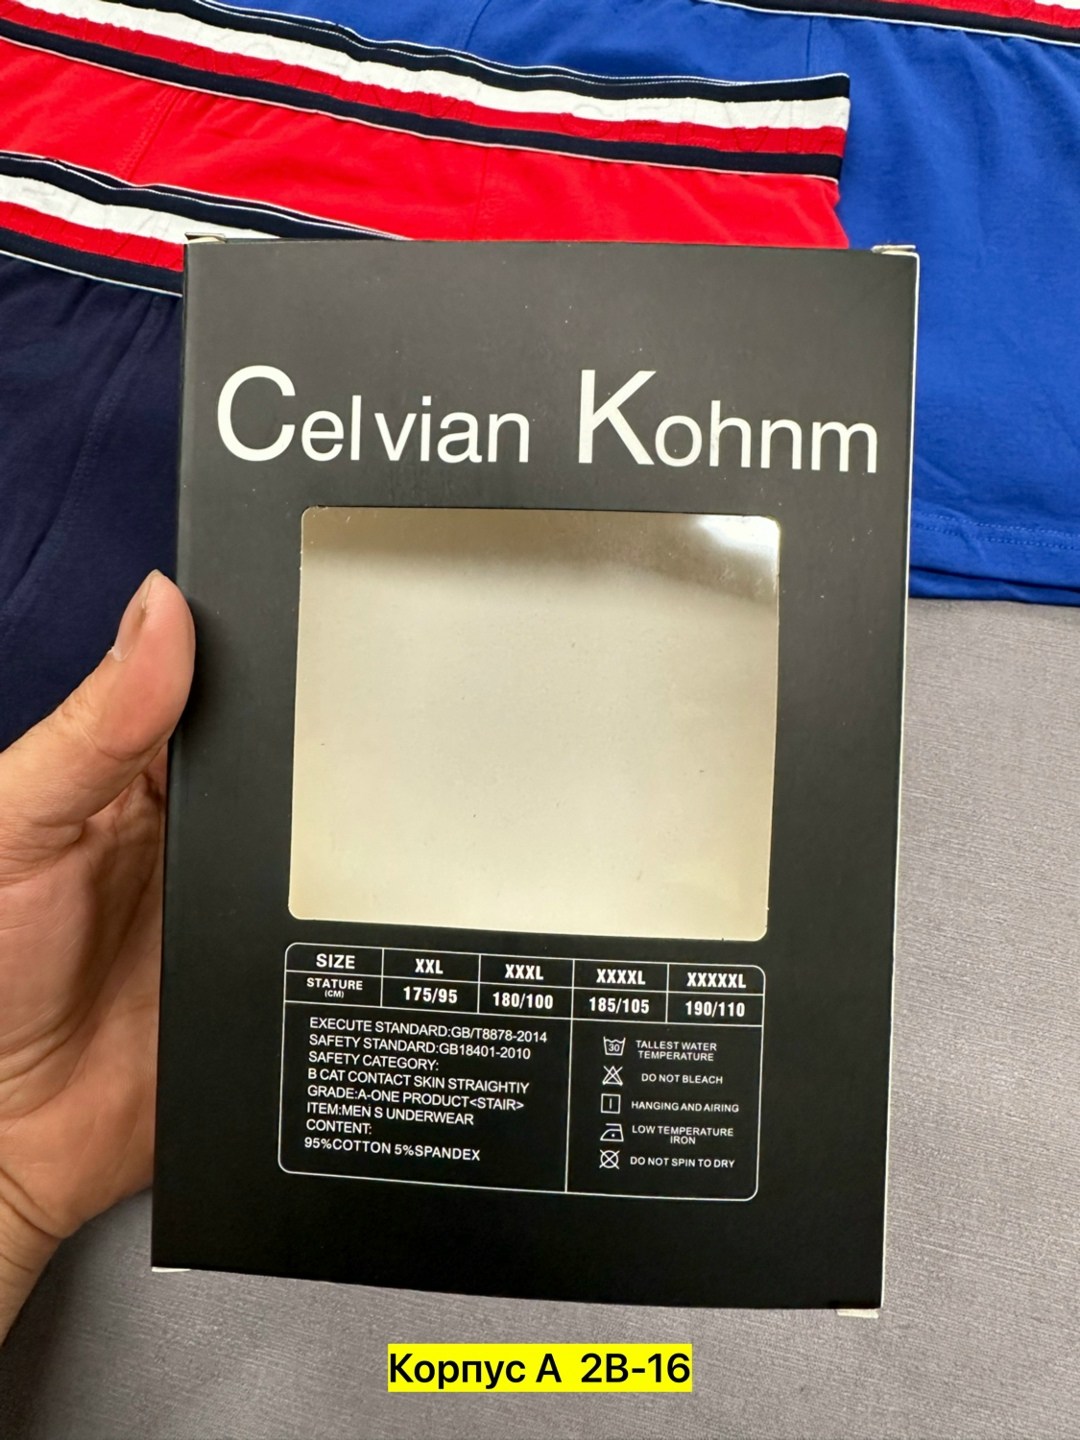 Celvian Kohnm
SIZE XXL XXXL XXXXL XXXXXL
STATURE (CM) 175/95 180/100 185/105 190/110
EXECUTE STANDARD:GB/T8878-2014
SAFETY STANDARD:GB18401-2010
SAFETY CATEGORY:
B CAT CONTACT SKIN STRAIGHTIY
GRADE:A-ONE PRODUCT<STAIR>
ITEM:MEN S UNDERWEAR
CONTENT:
95%COTTON 5%SPANDEX
30 TALLEST WATER
TEMPERATURE
DO NOT BLEACH
HANGING AND AIRING
LOW TEMPERATURE
IRON
DO NOT SPIN TO DRY
Корпус А 2В-16